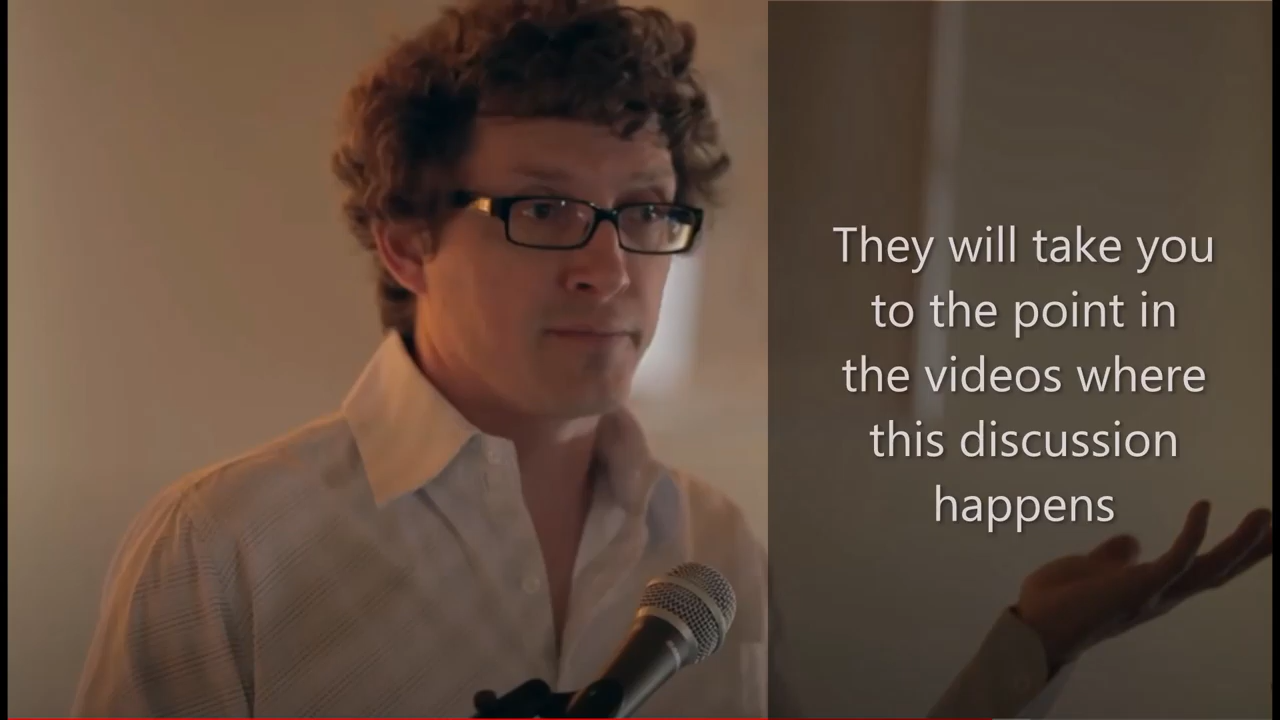 They will take you
to the point in
the videos where
this discussion
happens